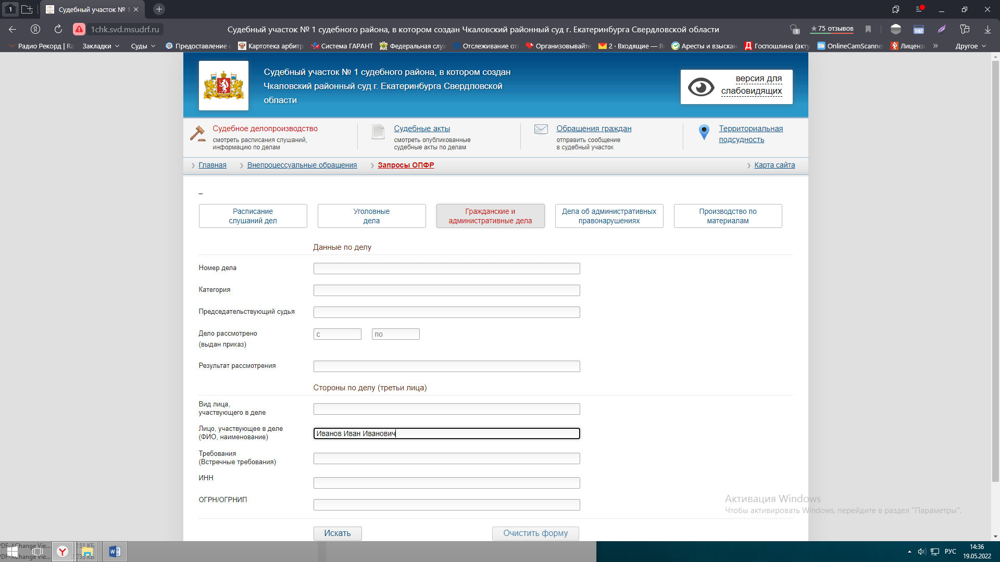 1
Судебный участок № 1
1chk.svd.msudrf.ru
Судебный участок № 1 судебного района, в котором создан Чкаловский районный суд г. Екатеринбурга Свердловской области
1
★ 75 отзывов
102
Радио Рекорд | Ra
Закладки
Суды
Предоставление
Картотека арбитр.
Система ГАРАНТ
Федеральная слу
Отслеживание от
Организовывайте
2 · Входящие — Я
Аресты и взыскан
Госпошлина (акту
OnlineCamScanne
Лиценз
»
Другое
Судебный участок № 1 судебного района, в котором создан
Чкаловский районный суд г. Екатеринбурга Свердловской
области
версия для
слабовидящих
Судебное делопроизводство
смотреть расписания слушаний,
информацию по делам
Судебные акты
смотреть опубликованные
судебные акты по делам
Обращения граждан
отправить сообщение
в судебный участок
Территориальная
подсудность
Главная
Внепроцессуальные обращения
Запросы ОПФР
Карта сайта
–
Расписание
слушаний дел
Уголовные
дела
Гражданские и
административные дела
Дела об административных
правонарушениях
Производство по
материалам
Данные по делу
Номер дела
Категория
Председательствующий судья
Дело рассмотрено
(выдан приказ)
с
по
Результат рассмотрения
Стороны по делу (третьи лица)
Вид лица,
участвующего в деле
Лицо, участвующее в деле
(ФИО, наименование)
Иванов Иван Иванович
Требования
(Встречные требования)
ИНН
ОГРН/ОГРНИП
Искать
Очистить форму
Активация Windows
Чтобы активировать Windows, перейдите в раздел "Параметры".
PDF-XChange Vie...
151 КБ
PDF-XChange Vie...
РУС
14:36
19.05.2022